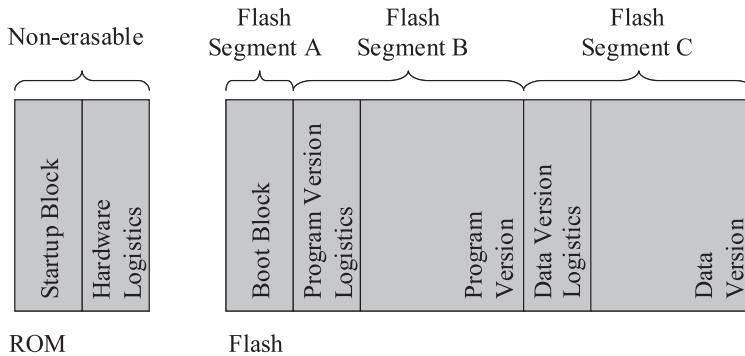 Non-erasable
Flash
Segment A
Flash
Segment B
Flash
Segment C
Startup Block
Hardware
Logistics
Boot Block
Program Version
Logistics
Program
Version
Data Version
Logistics
Data
Version
ROM
Flash